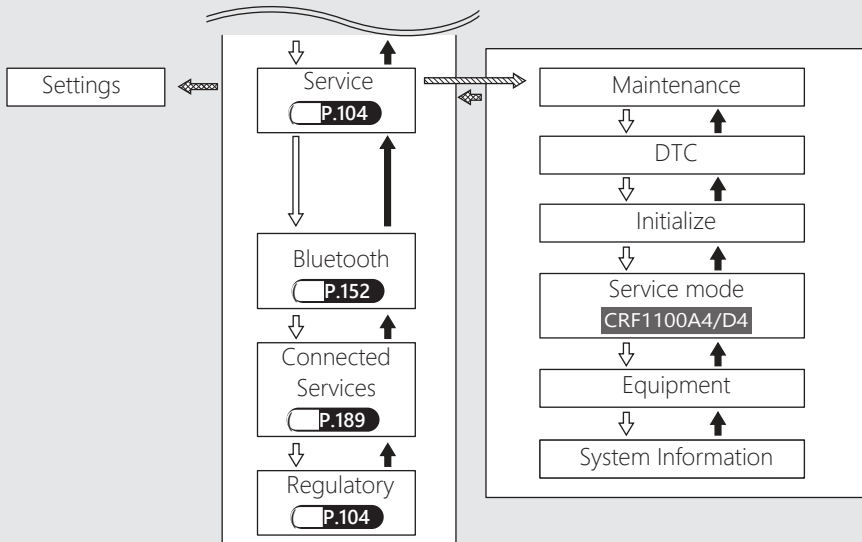 Settings
Service
P.104
Bluetooth
P.152
Connected
Services
P.189
Regulatory
P.104
Maintenance
DTC
Initialize
Service mode
CRF1100A4/D4
Equipment
System Information